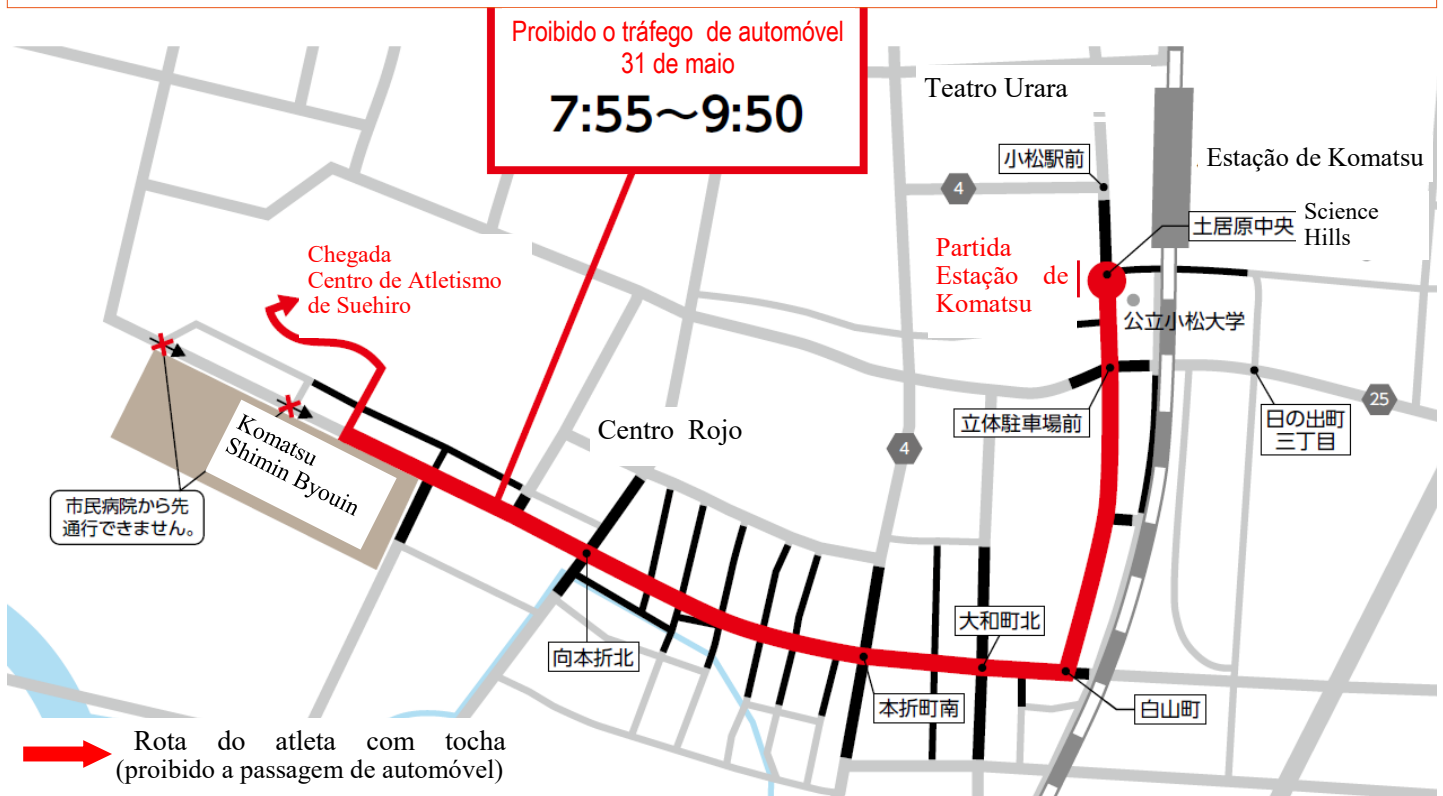 Proibido o tráfego de automóvel
31 de maio
7:55～9:50
Teatro Urara
小松駅前
Estação de Komatsu
4
土居原中央
Science
Hills
Chegada
Centro de Atletismo
de Suehiro
Partida
Estação de
Komatsu
公立小松大学
立体駐車場前
日の出町
三丁目
25
Centro Rojo
4
Komatsu
Shimin Byouin
市民病院から先
通行できません。
向本折北
大和町北
本折町南
白山町
Rota do atleta com tocha
(proibido a passagem de automóvel)